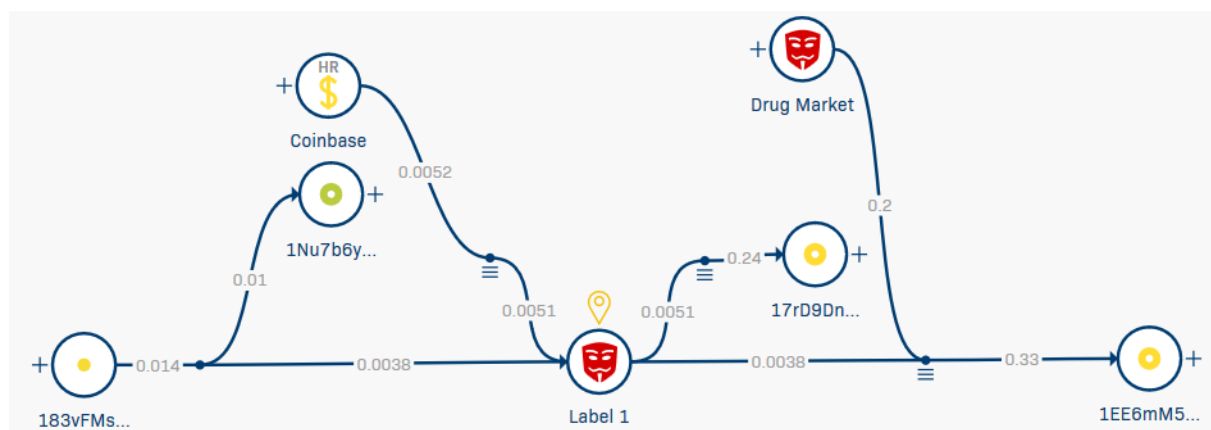 HR
$
Coinbase
Drug Market
0.0052
0.2
1Nu7b6y...
0.01
0.24
0.0051
0.0051
17rD9Dn...
0.014
0.0038
0.0038
0.33
183vFMs...
Label 1
1EE6mM5...